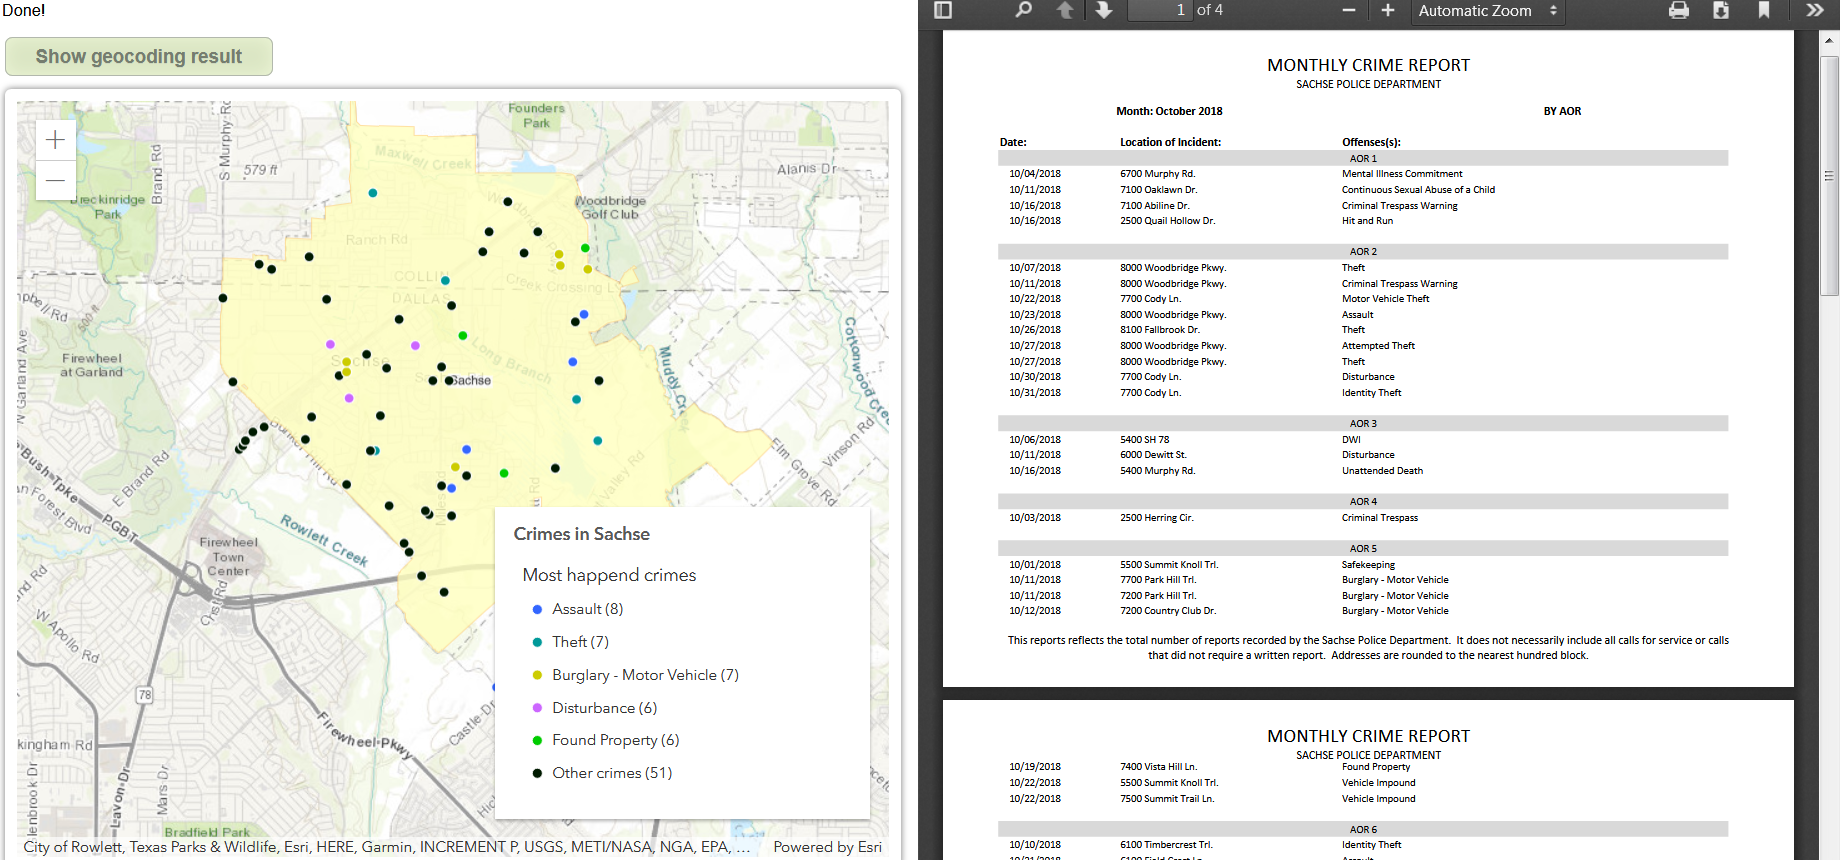 Done!
Show geocoding result
+
−
Founders
Park
S Murphy Rd
Brand Rd
579 ft
Maxwell Creek
Alanis Dr
Breckinridge
Park
Woodbridge
Golf Club
Ranch Rd
COLLIN
DALLAS
Creek Crossing L
500 ft
Firewheel
at Garland
W Garland Ave
Sachse
Sachse
Long Branch
Muddy Cr
Cottonwood Cre
Elm Grove Rd
Vinson Rd
Bush-Tpke
PGBT
E Brand Rd
Rowlett Creek
Firewheel
Town
Center
W Apollo Rd
78
Firewheel-Pkwy
Castle-Dr
kingham Rd
Lavon-Dr
Mars Dr
lenbrook Dr
Bradfield Park
Crimes in Sachse
Most happend crimes
Assault (8)
Theft (7)
Burglary - Motor Vehicle (7)
Disturbance (6)
Found Property (6)
Other crimes (51)
City of Rowlett, Texas Parks & Wildlife, Esri, HERE, Garmin, INCREMENT P, USGS, METI/NASA, NGA, EPA, ... Powered by Esri
1 of 4 − + Automatic Zoom
MONTHLY CRIME REPORT
SACHSE POLICE DEPARTMENT
Month: October 2018 BY AOR
Date: Location of Incident: Offenses(s):
AOR 1
10/04/2018 6700 Murphy Rd. Mental Illness Commitment
10/11/2018 7100 Oaklawn Dr. Continuous Sexual Abuse of a Child
10/16/2018 7100 Abiline Dr. Criminal Trespass Warning
10/16/2018 2500 Quail Hollow Dr. Hit and Run
AOR 2
10/07/2018 8000 Woodbridge Pkwy. Theft
10/11/2018 8000 Woodbridge Pkwy. Criminal Trespass Warning
10/22/2018 7700 Cody Ln. Motor Vehicle Theft
10/23/2018 8000 Woodbridge Pkwy. Assault
10/26/2018 8100 Fallbrook Dr. Theft
10/27/2018 8000 Woodbridge Pkwy. Attempted Theft
10/27/2018 8000 Woodbridge Pkwy. Theft
10/30/2018 7700 Cody Ln. Disturbance
10/31/2018 7700 Cody Ln. Identity Theft
AOR 3
10/06/2018 5400 SH 78 DWI
10/11/2018 6000 Dewitt St. Disturbance
10/16/2018 5400 Murphy Rd. Unattended Death
AOR 4
10/03/2018 2500 Herring Cir. Criminal Trespass
AOR 5
10/01/2018 5500 Summit Knoll Trl. Safekeeping
10/11/2018 7700 Park Hill Trl. Burglary - Motor Vehicle
10/11/2018 7200 Park Hill Trl. Burglary - Motor Vehicle
10/12/2018 7200 Country Club Dr. Burglary - Motor Vehicle
This reports reflects the total number of reports recorded by the Sachse Police Department. It does not necessarily include all calls for service or calls
that did not require a written report. Addresses are rounded to the nearest hundred block.
MONTHLY CRIME REPORT
SACHSE POLICE DEPARTMENT
10/19/2018 7400 Vista Hill Ln. Found Property
10/22/2018 5500 Summit Knoll Trl. Vehicle Impound
10/22/2018 7500 Summit Trail Ln. Vehicle Impound
AOR 6
10/10/2018 6100 Timbercrest Trl. Identity Theft